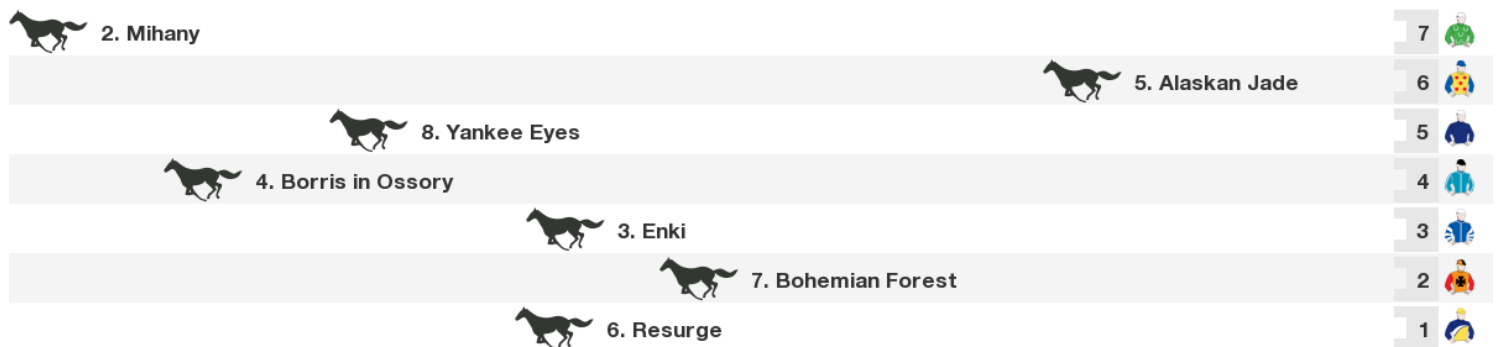 2. Mihany 7
5. Alaskan Jade 6
8. Yankee Eyes 5
4. Borris in Ossory 4
3. Enki 3
7. Bohemian Forest 2
6. Resurge 1